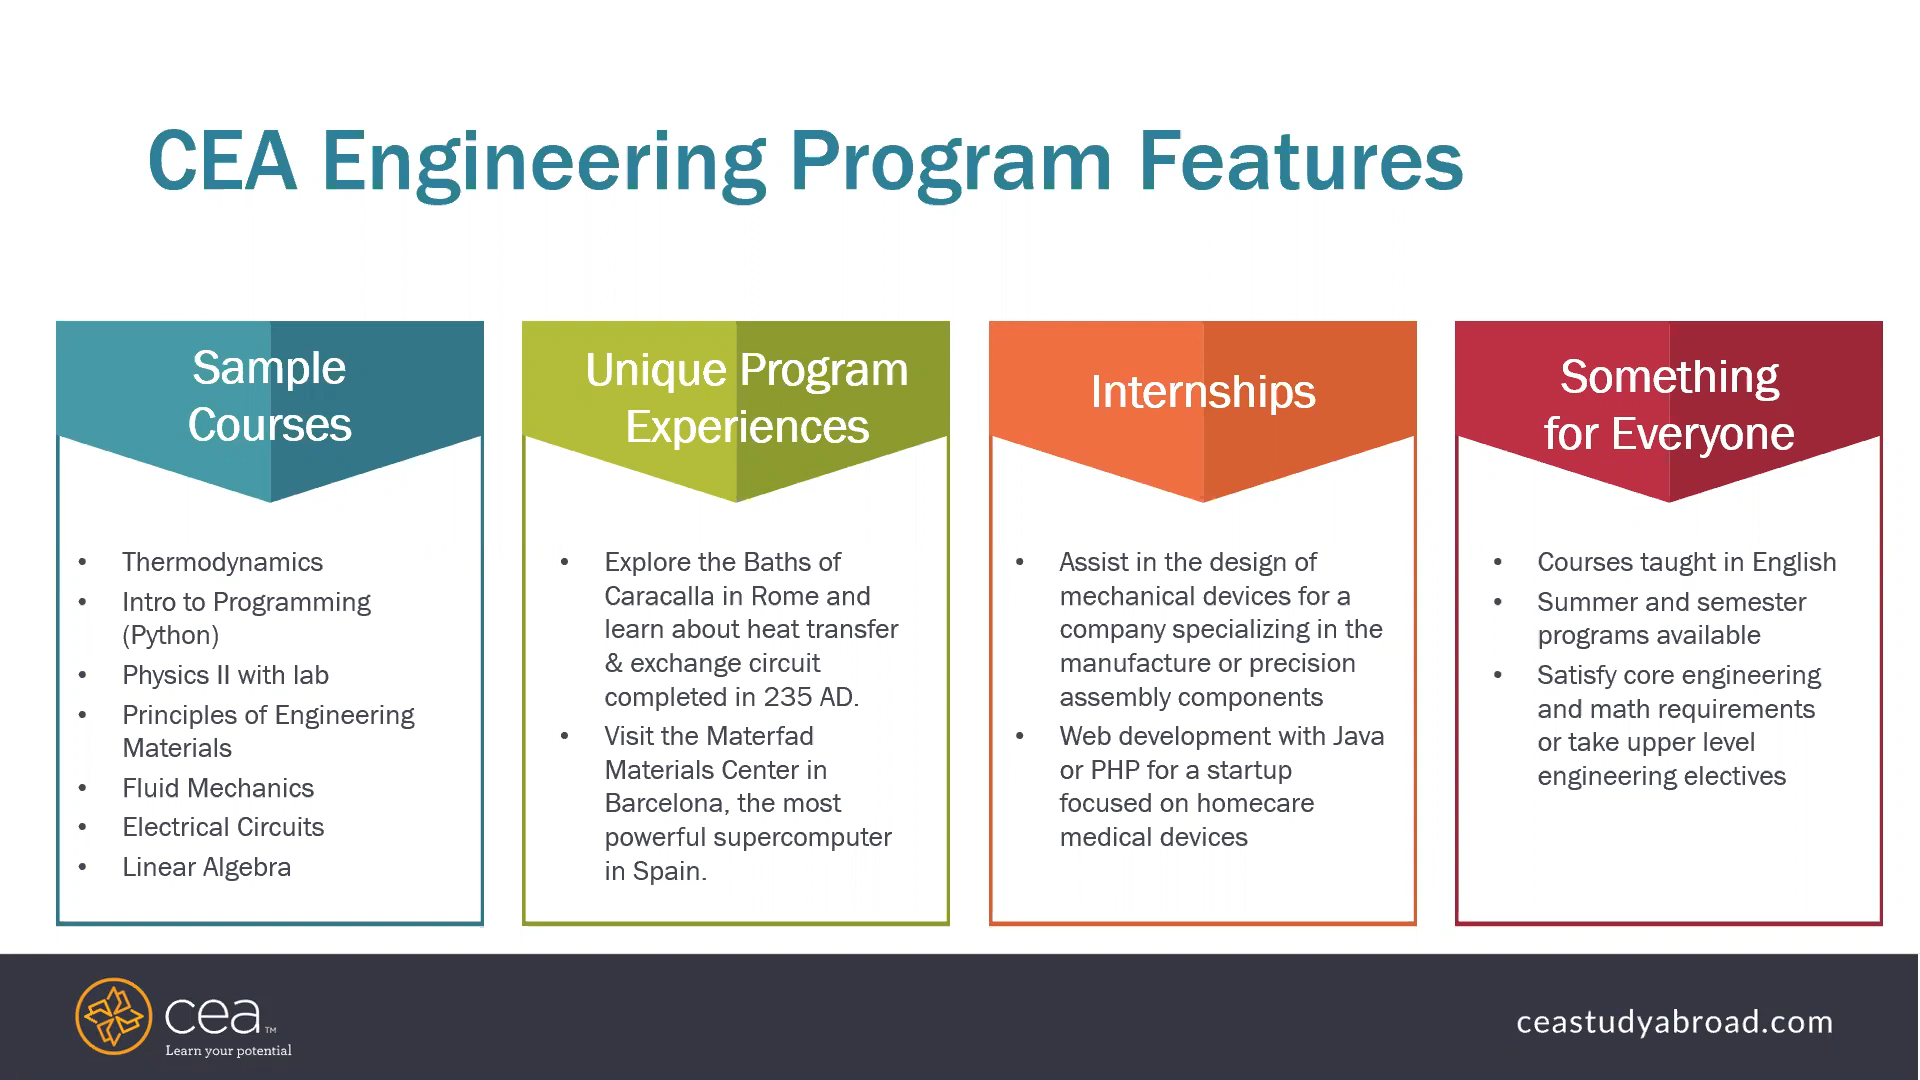 CEA Engineering Program Features
Sample
Courses
• Thermodynamics
• Intro to Programming
(Python)
• Physics II with lab
• Principles of Engineering
Materials
• Fluid Mechanics
• Electrical Circuits
• Linear Algebra
Unique Program
Experiences
• Explore the Baths of
Caracalla in Rome and
learn about heat transfer
& exchange circuit
completed in 235 AD.
• Visit the Materfad
Materials Center in
Barcelona, the most
powerful supercomputer
in Spain.
Internships
• Assist in the design of
mechanical devices for a
company specializing in the
manufacture or precision
assembly components
• Web development with Java
or PHP for a startup
focused on homecare
medical devices
Something
for Everyone
• Courses taught in English
• Summer and semester
programs available
• Satisfy core engineering
and math requirements
or take upper level
engineering electives
cea™
Learn your potential
ceastudyabroad.com